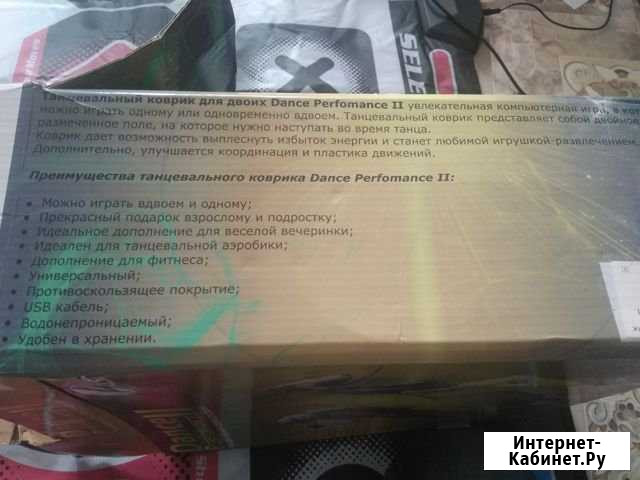 SELE
Танцевальный коврик для двоих Dance Perfomance II увлекательная компьютерная игра, в кот
можно играть одному или одновременно вдвоем. Танцевальный коврик представляет собой двойное
размеченное поле, на которое нужно наступать во время танца.
Коврик дает возможность выплеснуть избыток энергии и станет любимой игрушкой-развлечением.
Дополнительно, улучшается координация и пластика движений.
Преимущества танцевального коврика Dance Perfomance II:
• Можно играть вдвоем и одному;
• Прекрасный подарок взрослому и подростку;
• Идеальное дополнение для веселой вечеринки;
• Идеален для танцевальной аэробики;
• Дополнение для фитнеса;
• Универсальный;
• Противоскользящее покрытие;
• USB кабель;
• Водонепроницаемый;
• Удобен в хранении.
Интернет-
Кабинет.Ру